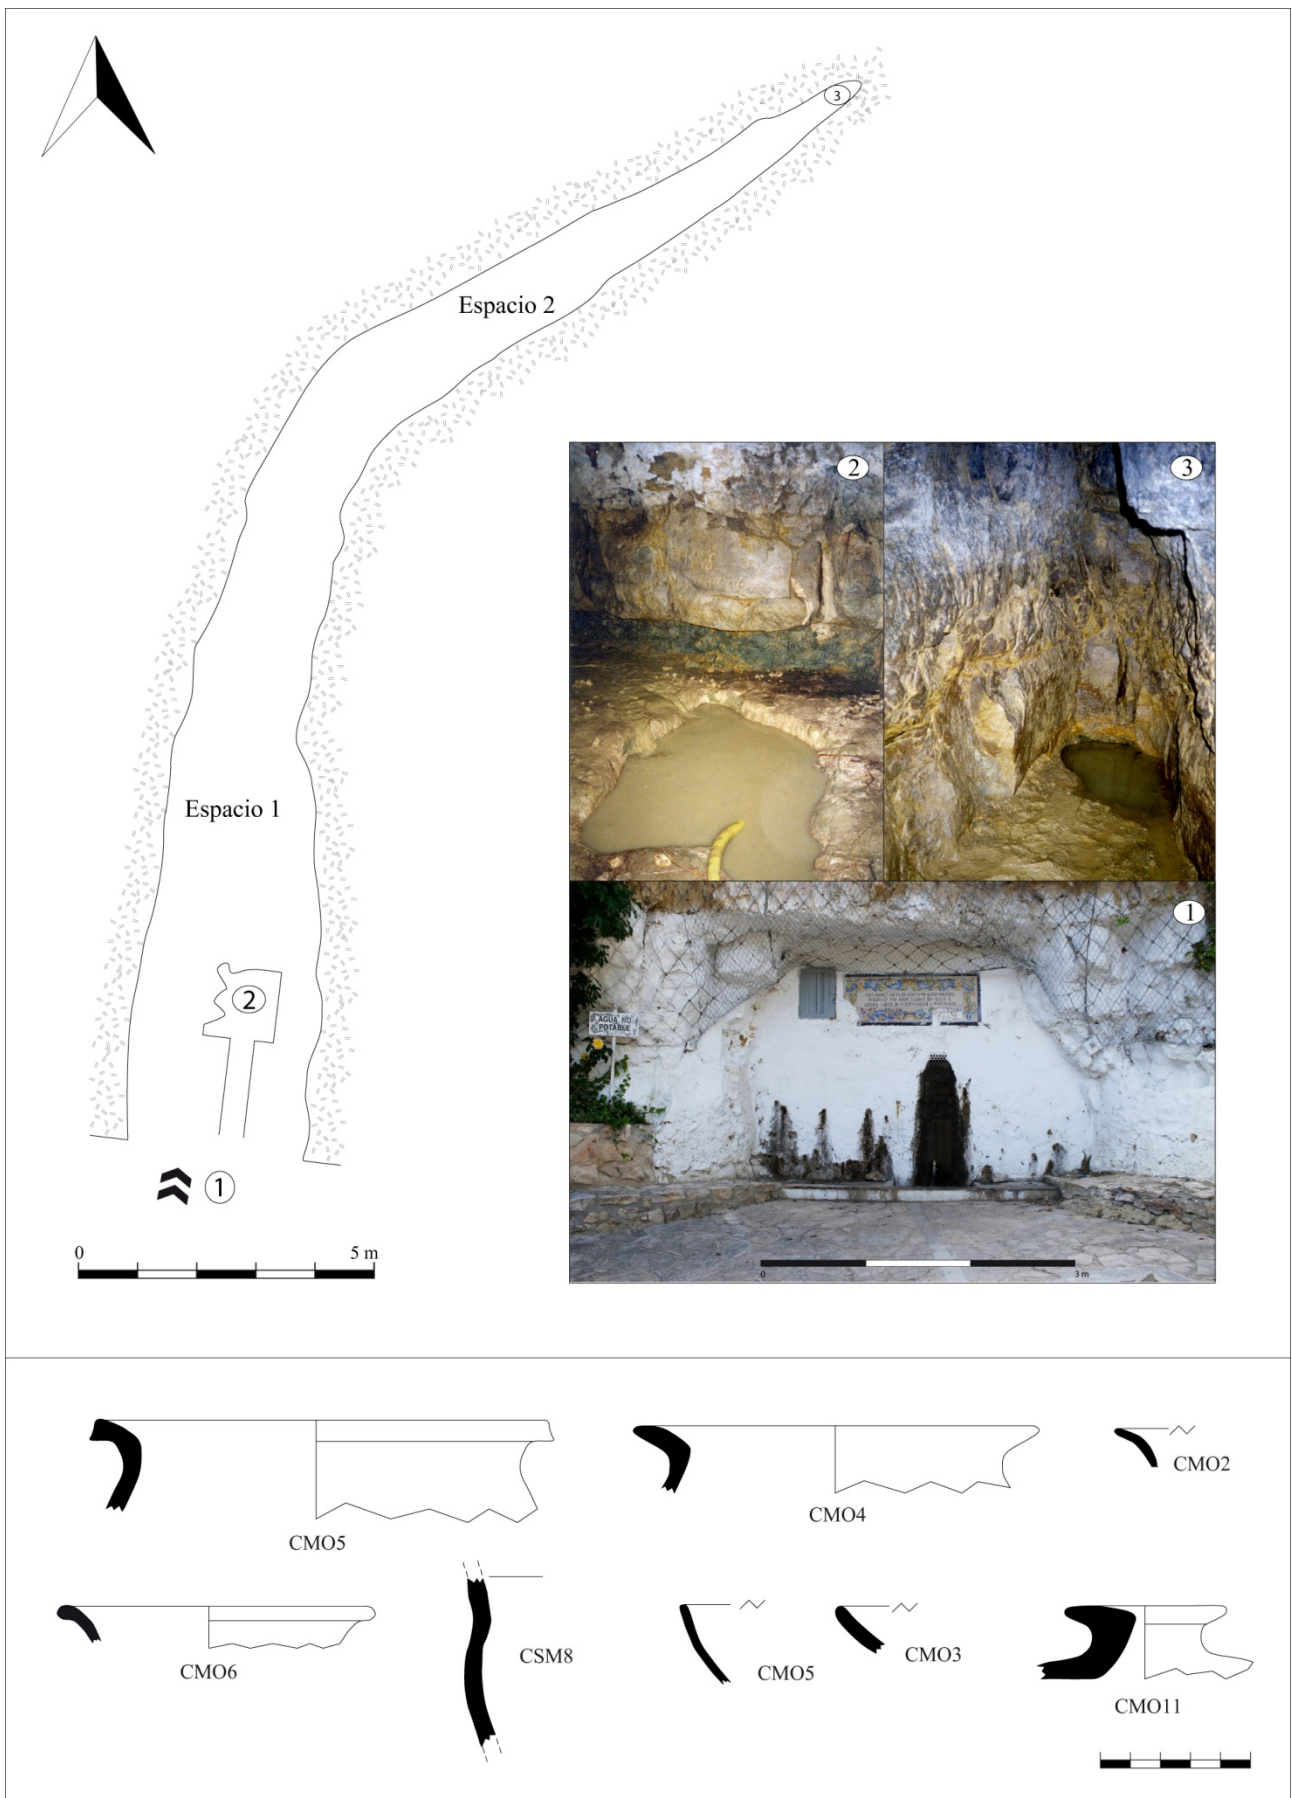 3
Espacio 2
2
3
Espacio 1
1
AGUA NO
POTABLE
2
1
0 5 m
0 3 m
CMO5
CMO4
CMO2
CMO6
CSM8
CMO5
CMO3
CMO11